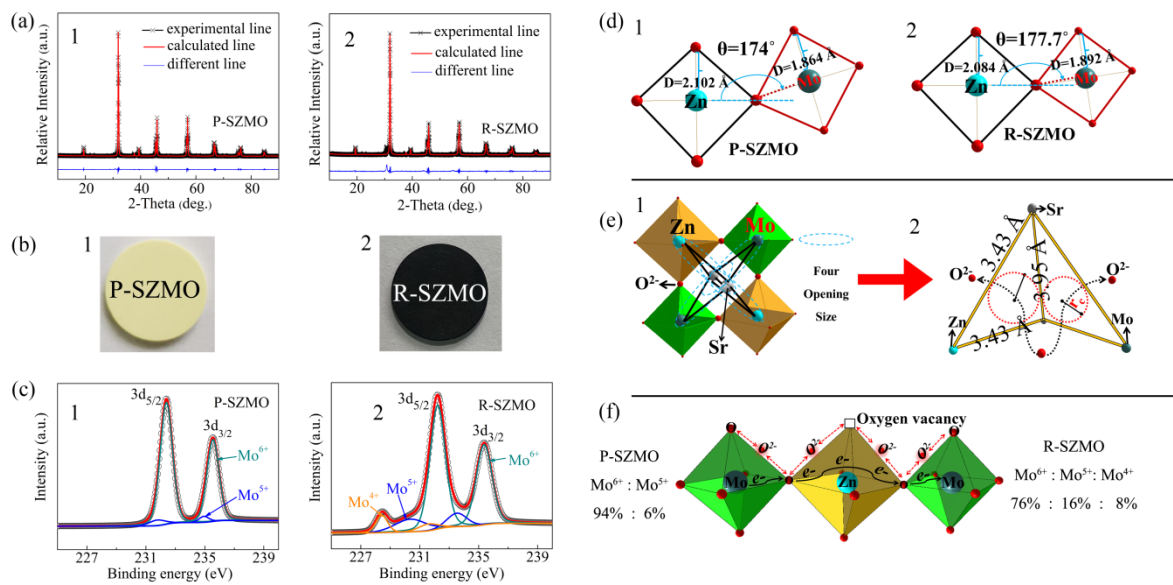 (a)
1
experimental line
calculated line
different line
P-SZMO
Relative Intensity (a.u.)
20 40 60 80
2-Theta (deg.)
2
experimental line
calculated line
different line
R-SZMO
Relative Intensity (a.u.)
20 40 60 80
2-Theta (deg.)
(b)
1
P-SZMO
2
R-SZMO
(c)
1
3d5/2
P-SZMO
3d3/2
Mo6+
Mo5+
Intensity (a.u.)
227 231 235 239
Binding energy (eV)
2
3d5/2
R-SZMO
3d3/2
Mo6+
Mo5+
Mo4+
Intensity (a.u.)
227 231 235 239
Binding energy (eV)
(d)
1
θ=174°
D=1.864 Å
D=2.102 Å
Zn
Mo
P-SZMO
2
θ=177.7°
D=1.892 Å
D=2.084 Å
Zn
Mo
R-SZMO
(e)
1
Zn
Mo
O2-
Sr
Four
Opening
Size
2
Sr
3.43 Å
3.95 Å
O2-
O2-
rc
Zn
3.43 Å
Mo
(f)
Oxygen vacancy
P-SZMO
Mo6+ : Mo5+
94% : 6%
O2-
O2-
O2-
O2-
e-
e-
e-
e-
Mo
Zn
Mo
R-SZMO
Mo6+ : Mo5+: Mo4+
76% : 16% : 8%